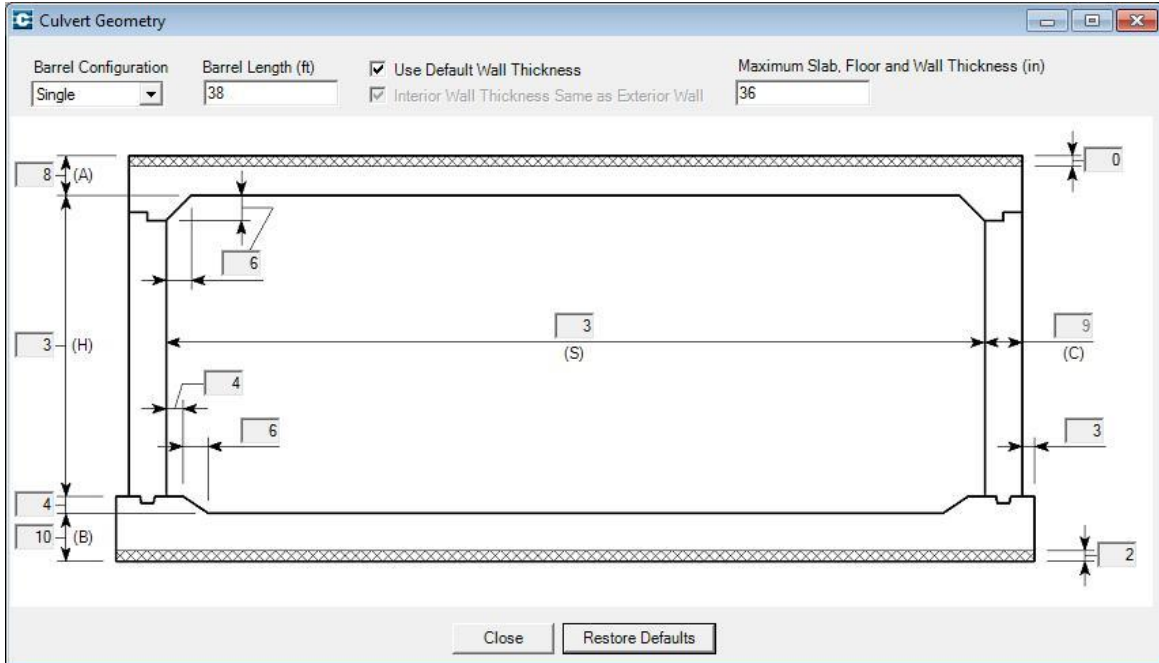 Culvert Geometry
Barrel Configuration
Barrel Length (ft)
Use Default Wall Thickness
Maximum Slab, Floor and Wall Thickness (in)
Single
38
Interior Wall Thickness Same as Exterior Wall
36
8 (A)
0
6
3 (H)
3
(S)
9
(C)
4
6
3
4
10 (B)
2
Close
Restore Defaults